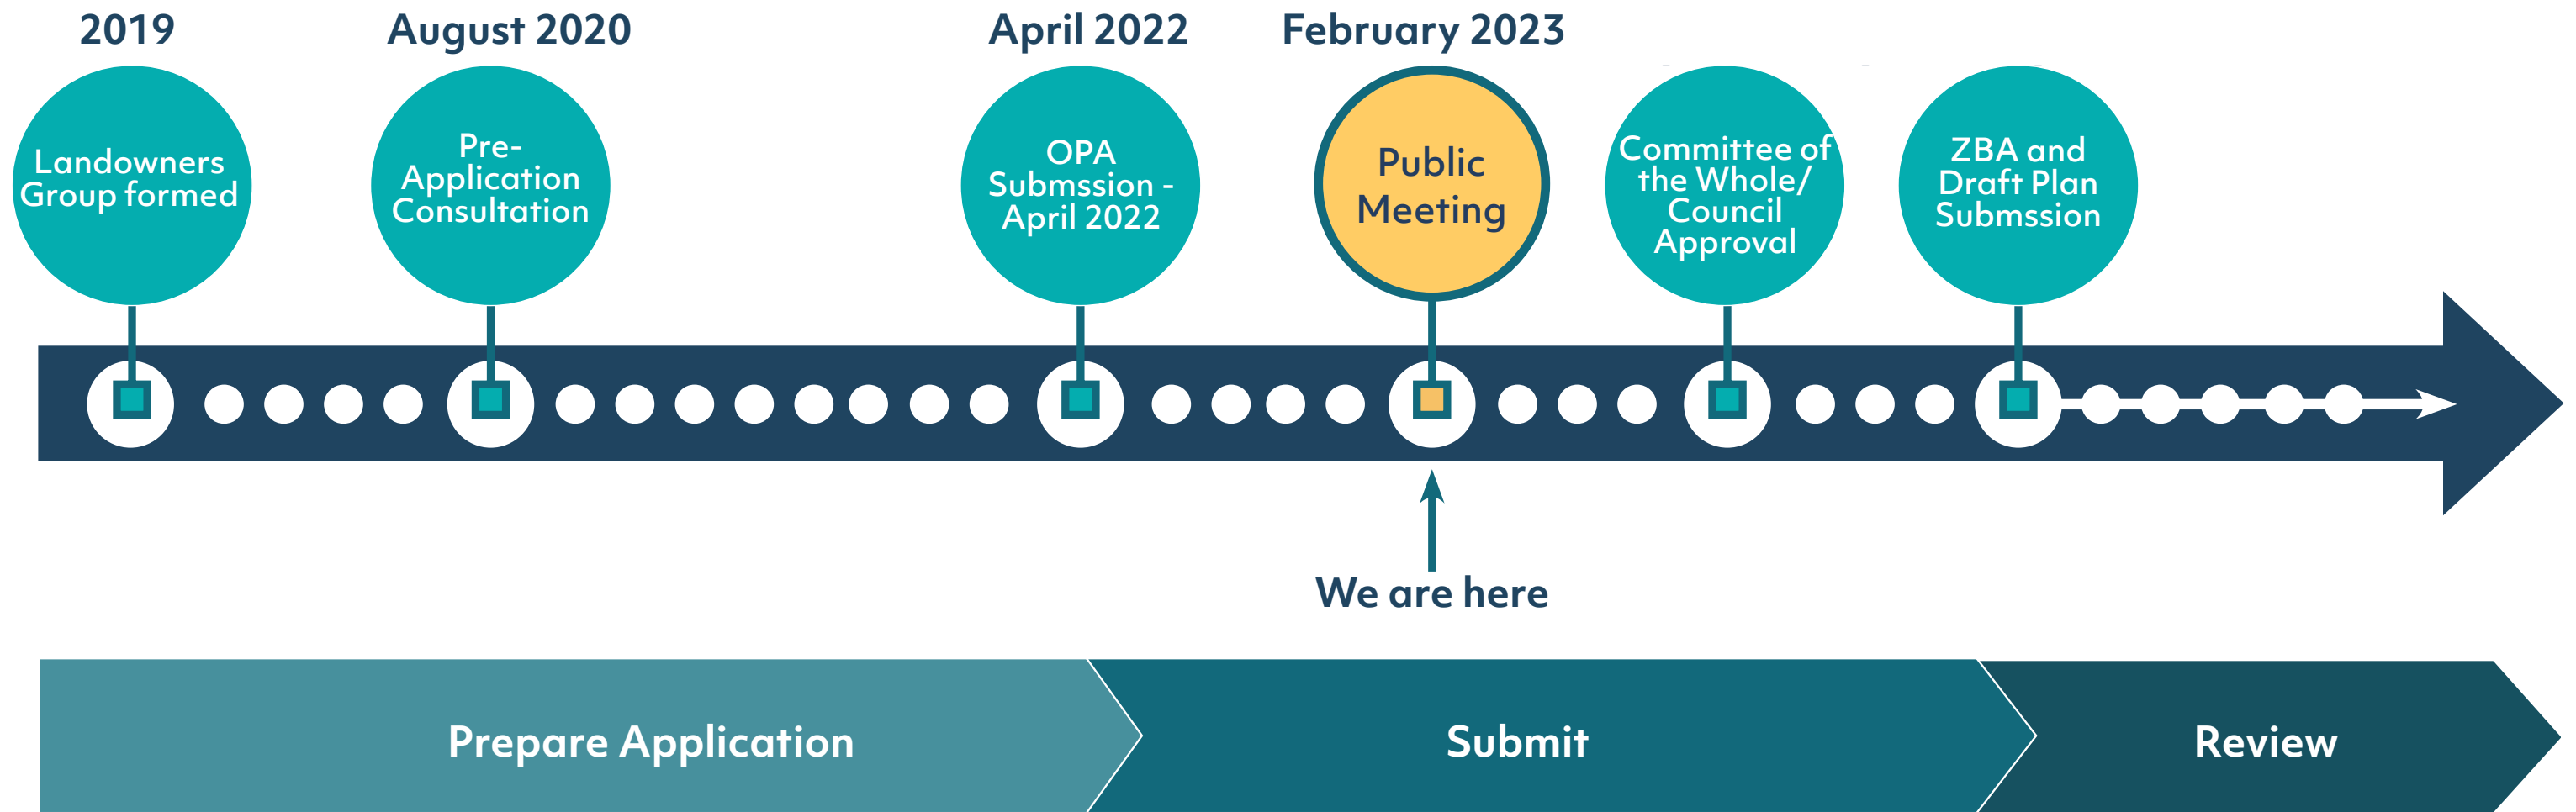 2019
August 2020
April 2022
February 2023
Landowners
Group formed
Pre-
Application
Consultation
OPA
Submssion -
April 2022
Public
Meeting
Committee of
the Whole/
Council
Approval
ZBA and
Draft Plan
Submssion
We are here
Prepare Application
Submit
Review